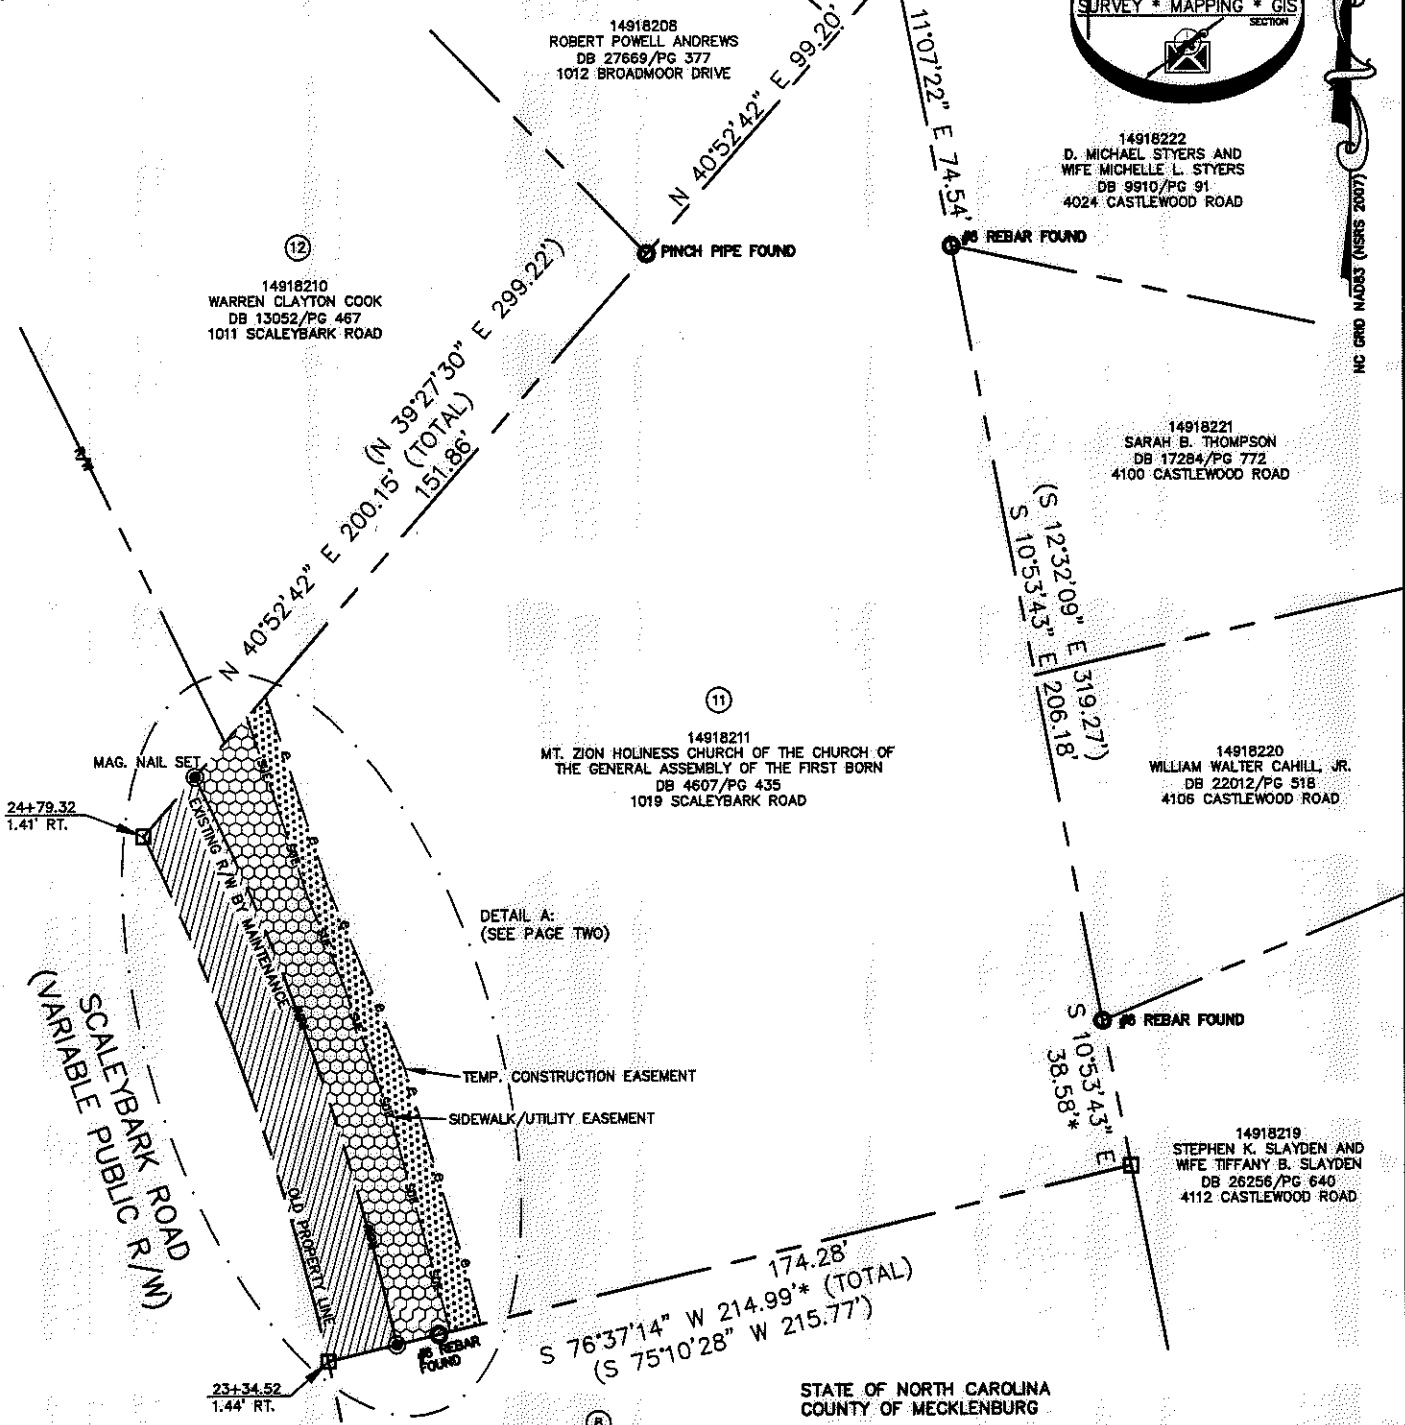 14918208
ROBERT POWELL ANDREWS
DB 27669/PG 377
1012 BROADMOOR DRIVE
N 40°52'42" E 99.20'
11°07'22" E 74.54'
SURVEY * MAPPING * GIS
SECTION
14918222
D. MICHAEL STYERS AND
WIFE MICHELLE L. STYERS
DB 9910/PG 91
4024 CASTLEWOOD ROAD
NC GRID NAD83 (NSRS 2007)
REBAR FOUND
PINCH PIPE FOUND
12
14918210
WARREN CLAYTON COOK
DB 13052/PG 467
1011 SCALEYBARK ROAD
(N 39°27'30" E 299.22')
N 40°52'42" E 200.15' (TOTAL)
151.86'
R/W
14918221
SARAH B. THOMPSON
DB 17284/PG 772
4100 CASTLEWOOD ROAD
(S 12°32'09" E 319.27')
S 10°53'43" E 206.18'
11
14918211
MT. ZION HOLINESS CHURCH OF THE CHURCH OF
THE GENERAL ASSEMBLY OF THE FIRST BORN
DB 4607/PG 435
1019 SCALEYBARK ROAD
14918220
WILLIAM WALTER CAHILL, JR.
DB 22012/PG 518
4106 CASTLEWOOD ROAD
MAG. NAIL SET
24+79.32
1.41' RT.
EXISTING R/W BY MAINTENANCE
DETAIL A:
(SEE PAGE TWO)
SCALEYBARK ROAD
(VARIABLE PUBLIC R/W)
REBAR FOUND
S 10°53'43" E
38.58'*
TEMP. CONSTRUCTION EASEMENT
SIDEWALK/UTILITY EASEMENT
14918219
STEPHEN K. SLAYDEN AND
WIFE TIFFANY B. SLAYDEN
DB 26256/PG 640
4112 CASTLEWOOD ROAD
OLD PROPERTY LINE
174.28'
S 76°37'14" W 214.99'* (TOTAL)
(S 75°10'28" W 215.77')
REBAR
FOUND
23+34.52
1.44' RT.
STATE OF NORTH CAROLINA
COUNTY OF MECKLENBURG